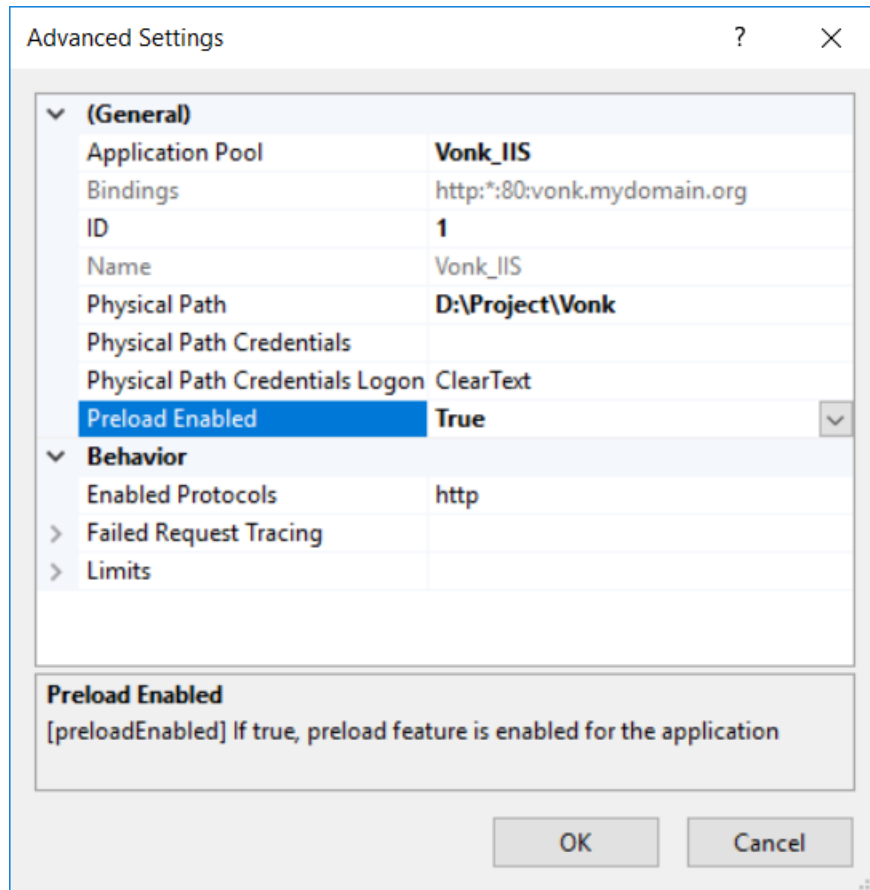 Advanced Settings ?
(General)
Application Pool Vonk_IIS
Bindings http:*:80:vonk.mydomain.org
ID 1
Name Vonk_IIS
Physical Path D:\Project\Vonk
Physical Path Credentials
Physical Path Credentials Logon ClearText
Preload Enabled True
Behavior
Enabled Protocols http
Failed Request Tracing
Limits
Preload Enabled
[preloadEnabled] If true, preload feature is enabled for the application
OK Cancel